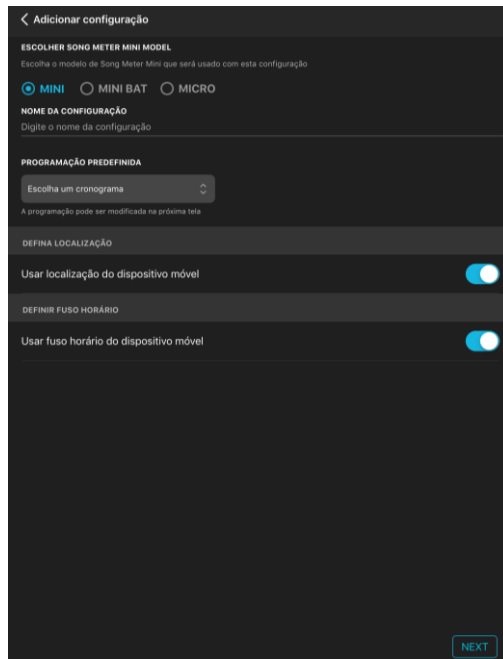 Adicionar configuração
ESCOLHER SONG METER MINI MODEL
Escolha o modelo de Song Meter Mini que será usado com esta configuração
MINI MINI BAT MICRO
NOME DA CONFIGURAÇÃO
Digite o nome da configuração
PROGRAMAÇÃO PREDEFINIDA
Escolha um cronograma
A programação pode ser modificada na próxima tela
DEFINA LOCALIZAÇÃO
Usar localização do dispositivo móvel
DEFINIR FUSO HORÁRIO
Usar fuso horário do dispositivo móvel
NEXT